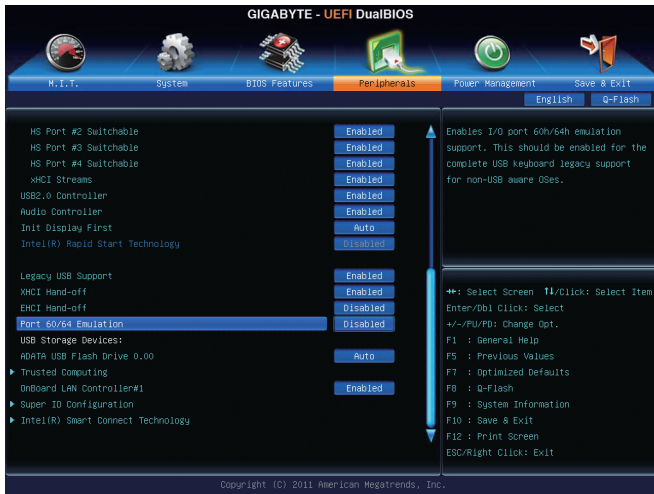 GIGABYTE - UEFI DualBIOS
M.I.T. System BIOS Features Peripherals Power Management Save & Exit
English Q-Flash
HS Port #2 Switchable Enabled
HS Port #3 Switchable Enabled
HS Port #4 Switchable Enabled
xHCI Streams Enabled
USB2.0 Controller Enabled
Audio Controller Enabled
Init Display First Auto
Intel(R) Rapid Start Technology Disabled
Legacy USB Support Enabled
XHCI Hand-off Enabled
EHCI Hand-off Disabled
Port 60/64 Emulation Disabled
USB Storage Devices:
ADATA USB Flash Drive 0.00 Auto
Trusted Computing
OnBoard LAN Controller#1 Enabled
Super IO Configuration
Intel(R) Smart Connect Technology
Enables I/O port 60h/64h emulation
support. This should be enabled for the
complete USB keyboard legacy support
for non-USB aware OSes.
→←: Select Screen ↑↓/Click: Select Item
Enter/Dbl Click: Select
+/-/PU/PD: Change Opt.
F1 : General Help
F5 : Previous Values
F7 : Optimized Defaults
F8 : Q-Flash
F9 : System Information
F10 : Save & Exit
F12 : Print Screen
ESC/Right Click: Exit
Copyright (C) 2011 American Megatrends, Inc.